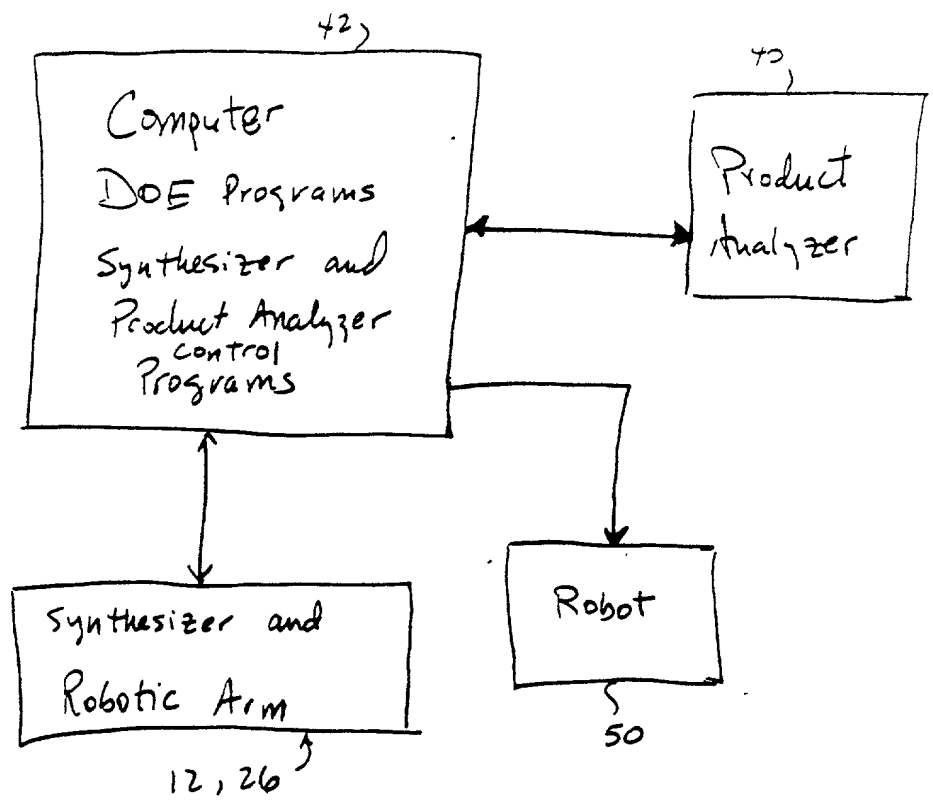 42
Computer
DOE Programs
Synthesizer and
Product Analyzer
control
Programs
Product
Analyzer
Synthesizer and
Robotic Arm
12, 26
Robot
50